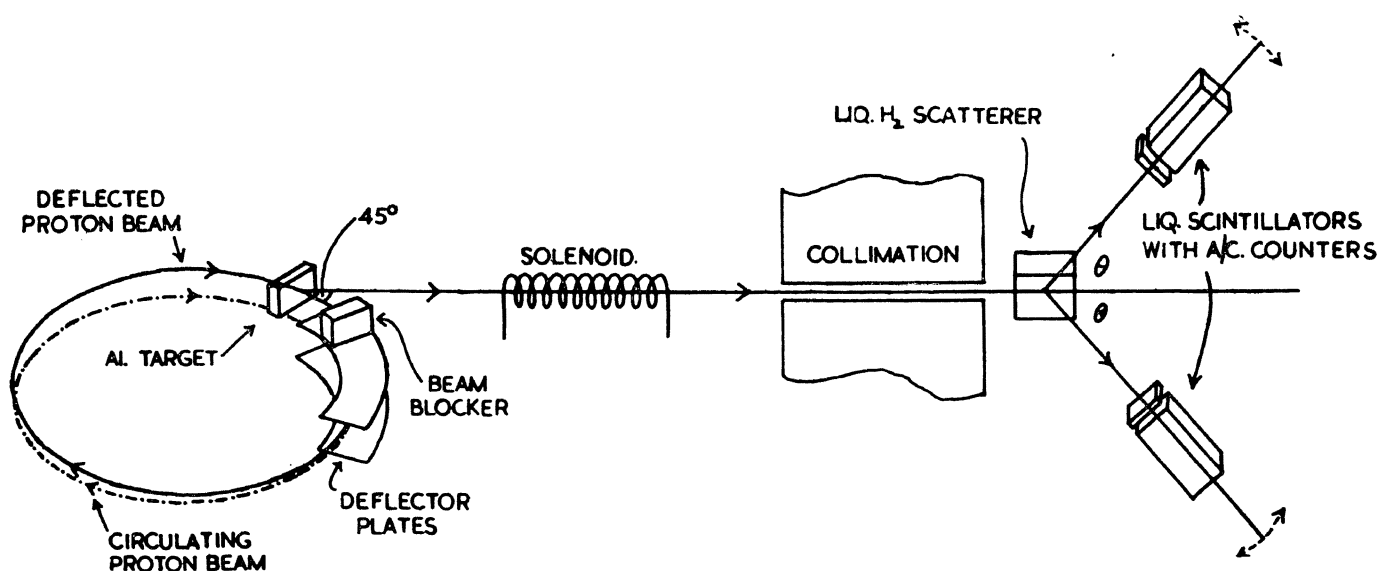 LIQ. H2 SCATTERER
DEFLECTED
PROTON BEAM
45°
SOLENOID.
COLLIMATION
LIQ. SCINTILLATORS
WITH A/C. COUNTERS
θ
θ
Al. TARGET
BEAM
BLOCKER
DEFLECTOR
PLATES
CIRCULATING
PROTON BEAM